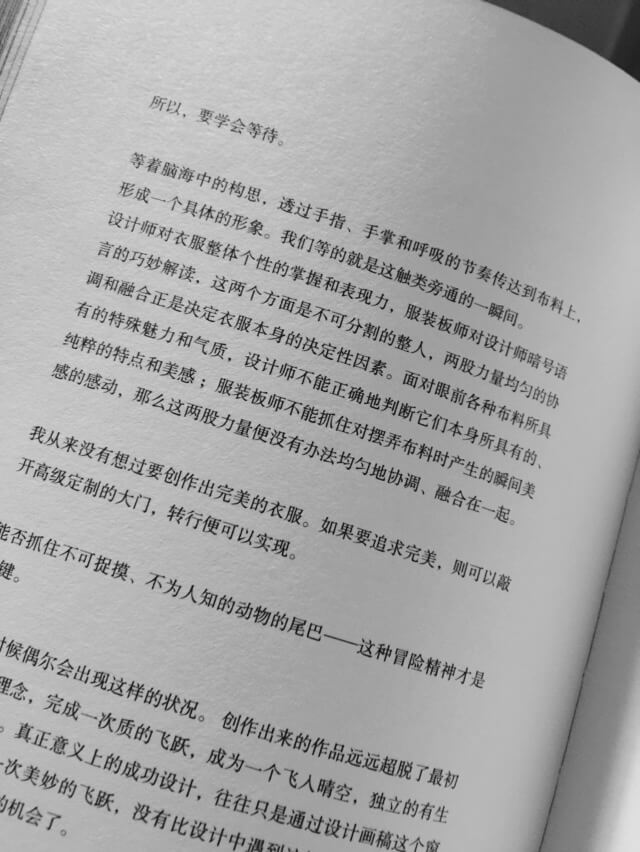 所以，要学会等待。
等着脑海中的构思，透过手指、手掌和呼吸的节奏传达到布料上，
形成一个具体的形象。我们等的就是这触类旁通的一瞬间。
设计师对衣服整体个性的掌握和表现力，服装板师对设计师暗号语
言的巧妙解读，这两个方面是不可分割的整人，两股力量均匀的协
调和融合正是决定衣服本身的决定性因素。面对眼前各种布料所具
有的特殊魅力和气质，设计师不能正确地判断它们本身所具有的、
纯粹的特点和美感；服装板师不能抓住对摆弄布料时产生的瞬间美
感的感动，那么这两股力量便没有办法均匀地协调、融合在一起。
我从来没有想过要创作出完美的衣服。如果要追求完美，则可以敲
开高级定制的大门，转行便可以实现。
能否抓住不可捉摸、不为人知的动物的尾巴——这种冒险精神才是
键。
时候偶尔会出现这样的状况。创作出来的作品远远超脱了最初
理念，完成一次质的飞跃，成为一个飞人晴空，独立的有生
。真正意义上的成功设计，往往只是通过设计画稿这个窗
一次美妙的飞跃，没有比设计中遇到
的机会了。